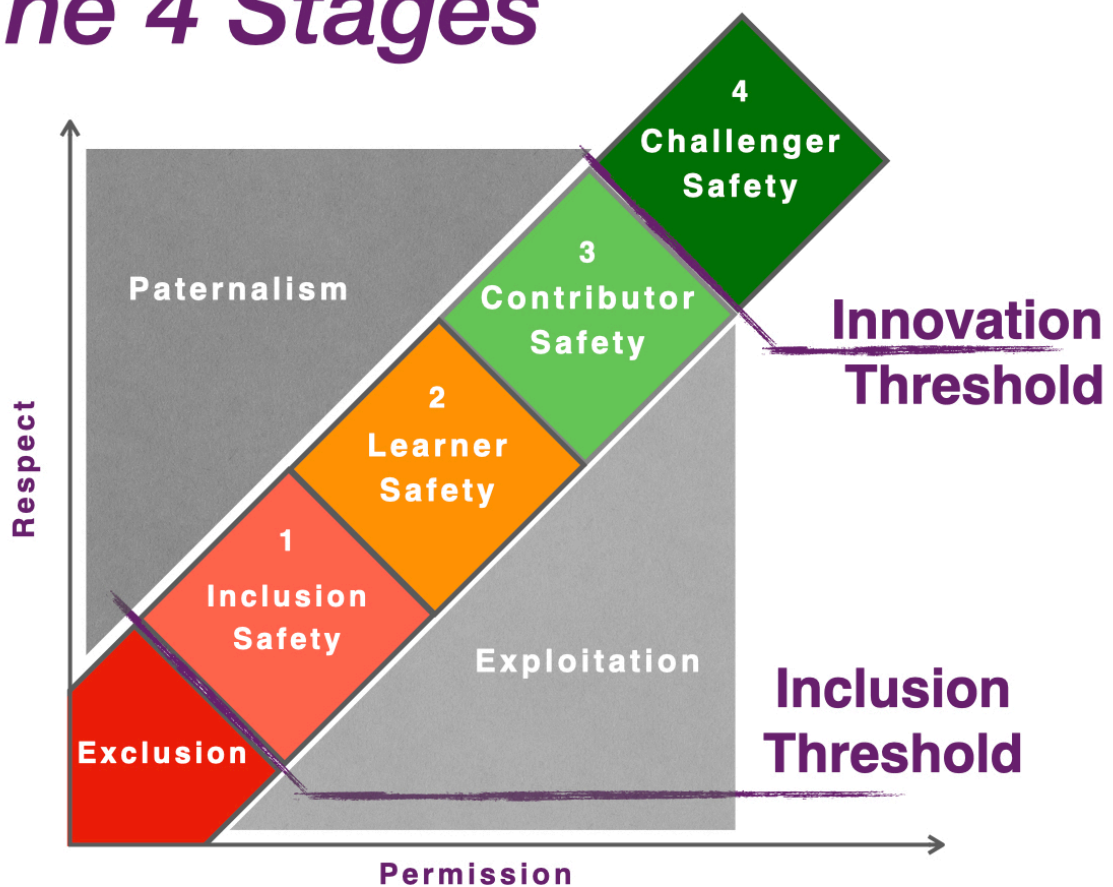 ne 4 Stages
4
Challenger
Safety
3
Contributor
Safety
Paternalism
Innovation
Threshold
2
Learner
Safety
Respect
1
Inclusion
Safety
Exploitation
Inclusion
Threshold
Exclusion
Permission